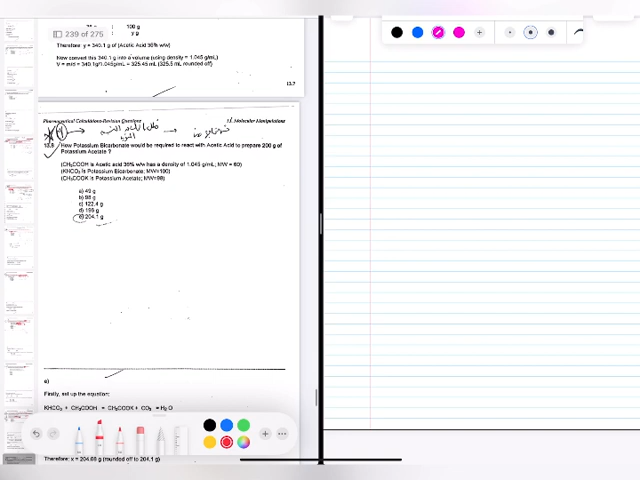 239 of 275
100 g
y g
Therefore y = 340.1 g of (Acetic Acid 36% w/w)
Now convert this 340.1 g into a volume (using density = 1.045 g/mL)
V = m/d = 340.1g/1.045g/mL = 325.45 mL (325.5 mL rounded off)
13.7
Pharmaceutical Calculations-Revision Questions
13. Molecular Manipulations
13.8 How Potassium Bicarbonate would be required to react with Acetic Acid to prepare 200 g of
Potassium Acetate ?
(CH₃COOH is Acetic acid 36% w/w has a density of 1.045 g/mL; MW = 60)
(KHCO₃ is Potassium Bicarbonate; MW=100)
(CH₃COOK is Potassium Acetate; MW=98)
a) 49 g
b) 98 g
c) 122.4 g
d) 196 g
e) 204.1 g
e)
Firstly, set up the equation:
KHCO₃ + CH₃COOH = CH₃COOK + CO₂ + H₂O
Therefore: x = 204.08 g (rounded off to 204.1 g)